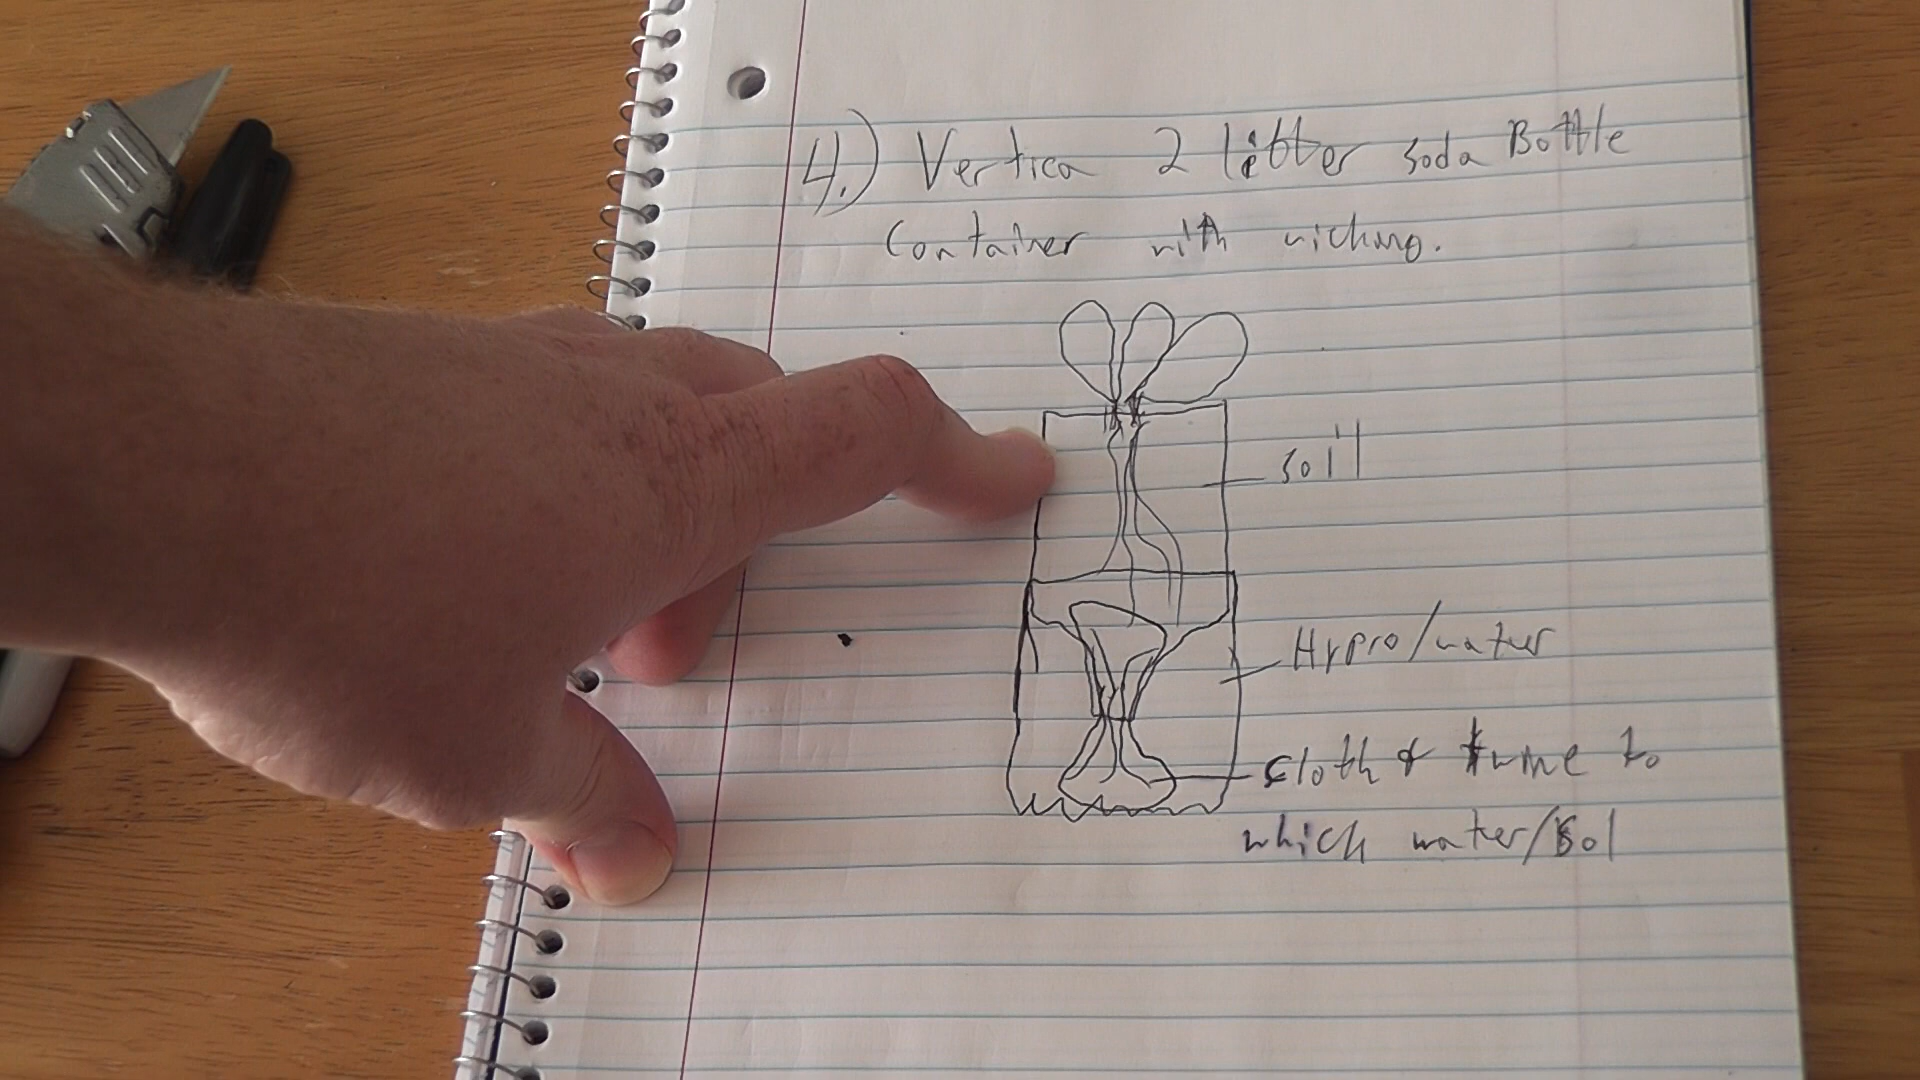 4.) Vertica 2 litter soda Bottle
Container with wicking.
soil
Hypro/water
cloth & twine to
which water/sol